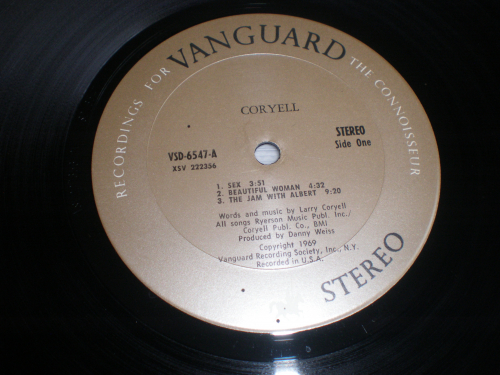 RECORDINGS FOR VANGUARD THE CONNOISSEUR
CORYELL
VSD-6547-A
XSV 222356
STEREO
Side One
1. SEX 3:51
2. BEAUTIFUL WOMAN 4:32
3. THE JAM WITH ALBERT 9:20
Words and music by Larry Coryell
All songs Ryerson Music Publ. Inc./
Coryell Publ. Co., BMI
Produced by Danny Weiss
Copyright 1969
Vanguard Recording Society, Inc., N.Y.
Recorded in U.S.A.
STEREO